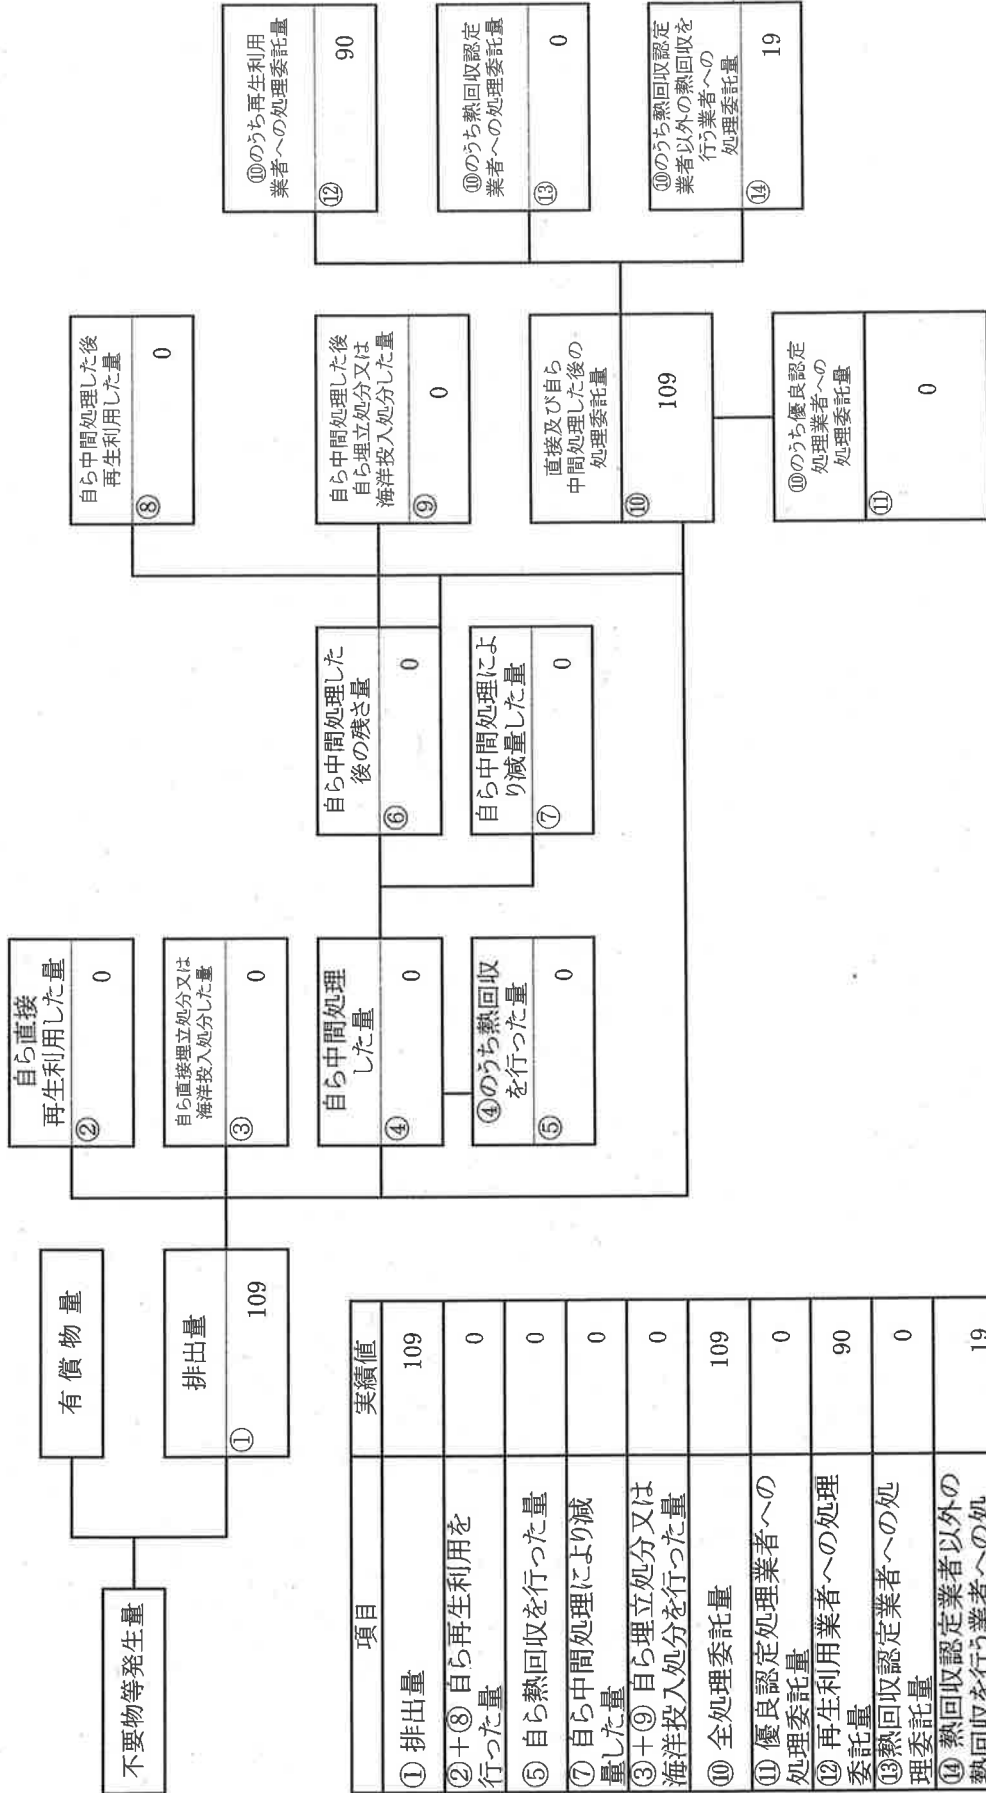 不要物等発生量
有償物量
排出量
①
109
自ら直接
再生利用した量
②
0
自ら直接埋立処分又は
海洋投入処分した量
③
0
自ら中間処理
した量
④
0
④のうち熱回収
を行った量
⑤
0
自ら中間処理した
後の残さ量
⑥
0
自ら中間処理によ
り減量した量
⑦
0
自ら中間処理した後
再生利用した量
⑧
0
自ら中間処理した後
自ら埋立処分又は
海洋投入処分した量
⑨
0
直接及び自ら
中間処理した後の
処理委託量
⑩
109
⑩のうち優良認定
処理業者への
処理委託量
⑪
0
⑩のうち再生利用
業者への処理委託量
⑫
90
⑩のうち熱回収認定
業者への処理委託量
⑬
0
⑩のうち熱回収認定
業者以外の熱回収を
行う業者への
処理委託量
⑭
19
項目 実績値
① 排出量 109
②+⑧ 自ら再生利用を
行った量 0
⑤ 自ら熱回収を行った量 0
⑦ 自ら中間処理により減
量した量 0
③+⑨ 自ら埋立処分又は
海洋投入処分を行った量 0
⑩ 全処理委託量 109
⑪ 優良認定処理業者への
処理委託量 0
⑫ 再生利用業者への処理
委託量 90
⑬熱回収認定業者への処
理委託量 0
⑭ 熱回収認定業者以外の
熱回収を行う業者への処 19